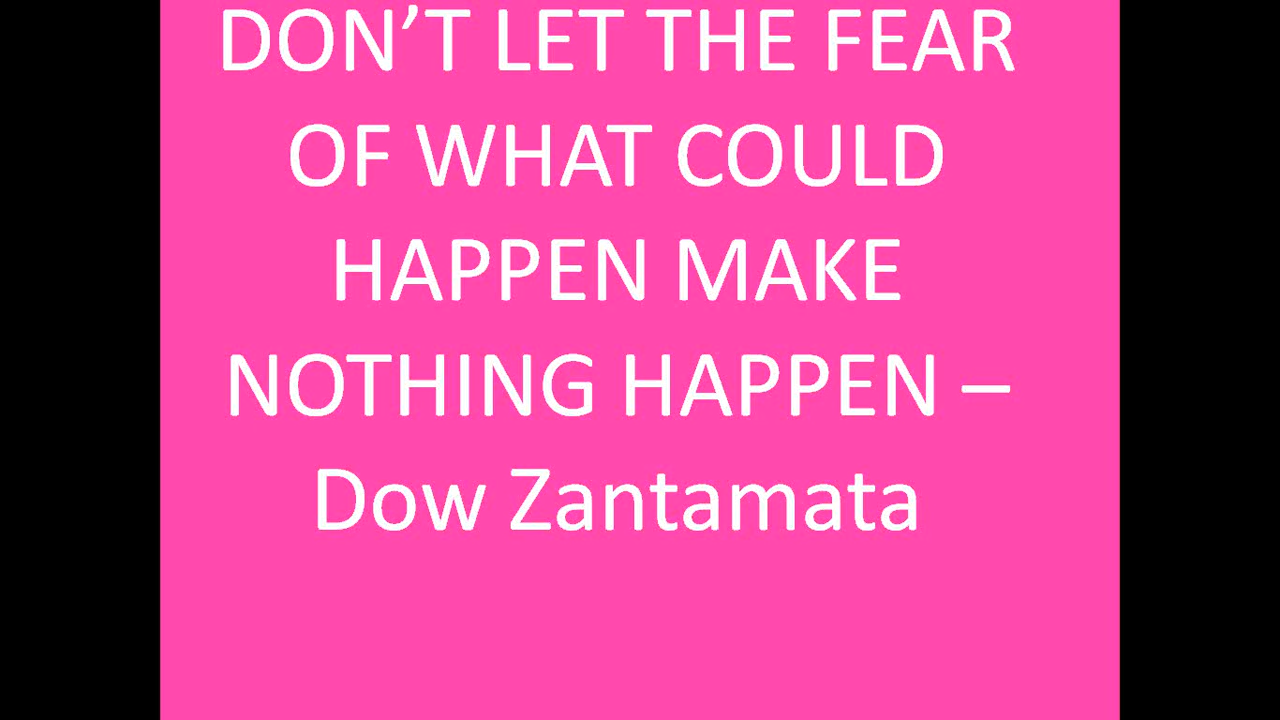 DON’T LET THE FEAR
OF WHAT COULD
HAPPEN MAKE
NOTHING HAPPEN –
Dow Zantamata